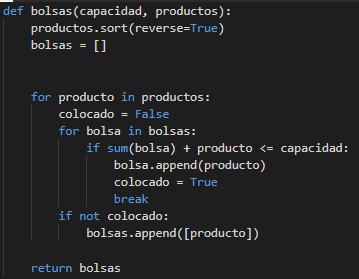 def bolsas(capacidad, productos):
    productos.sort(reverse=True)
    bolsas = []
    for producto in productos:
        colocado = False
        for bolsa in bolsas:
            if sum(bolsa) + producto <= capacidad:
                bolsa.append(producto)
                colocado = True
                break
        if not colocado:
            bolsas.append([producto])
    return bolsas